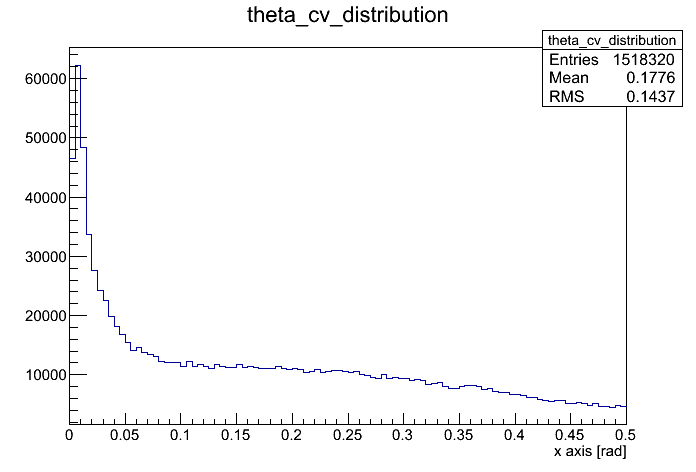 theta_cv_distribution
theta_cv_distribution
Entries 1518320
Mean 0.1776
RMS 0.1437
60000
50000
40000
30000
20000
10000
0 0.05 0.1 0.15 0.2 0.25 0.3 0.35 0.4 0.45 0.5
x axis [rad]